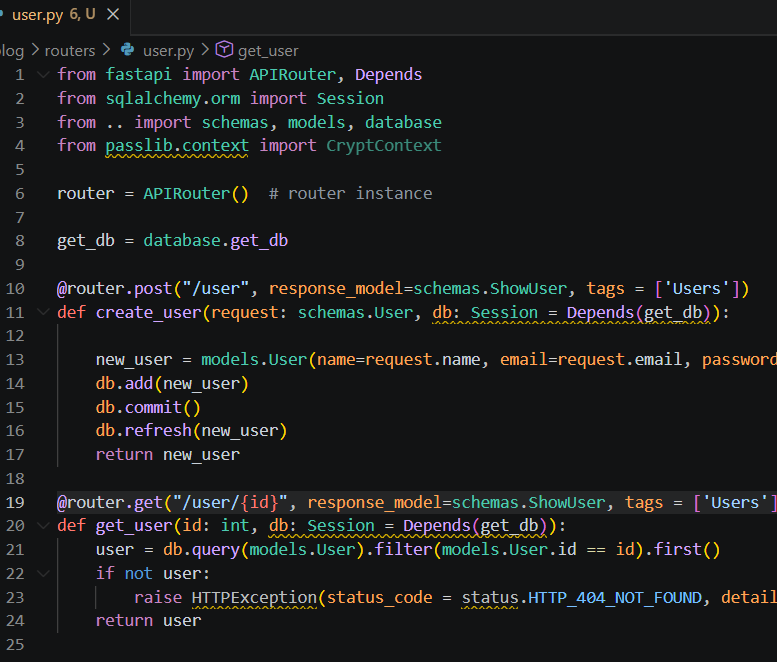 user.py 6, U
log > routers > user.py > get_user
1 from fastapi import APIRouter, Depends
2 from sqlalchemy.orm import Session
3 from .. import schemas, models, database
4 from passlib.context import CryptContext
5
6 router = APIRouter()  # router instance
7
8 get_db = database.get_db
9
10 @router.post("/user", response_model=schemas.ShowUser, tags = ['Users'])
11 def create_user(request: schemas.User, db: Session = Depends(get_db)):
12
13     new_user = models.User(name=request.name, email=request.email, password
14     db.add(new_user)
15     db.commit()
16     db.refresh(new_user)
17     return new_user
18
19 @router.get("/user/{id}", response_model=schemas.ShowUser, tags = ['Users']
20 def get_user(id: int, db: Session = Depends(get_db)):
21     user = db.query(models.User).filter(models.User.id == id).first()
22     if not user:
23         raise HTTPException(status_code = status.HTTP_404_NOT_FOUND, detail
24     return user
25